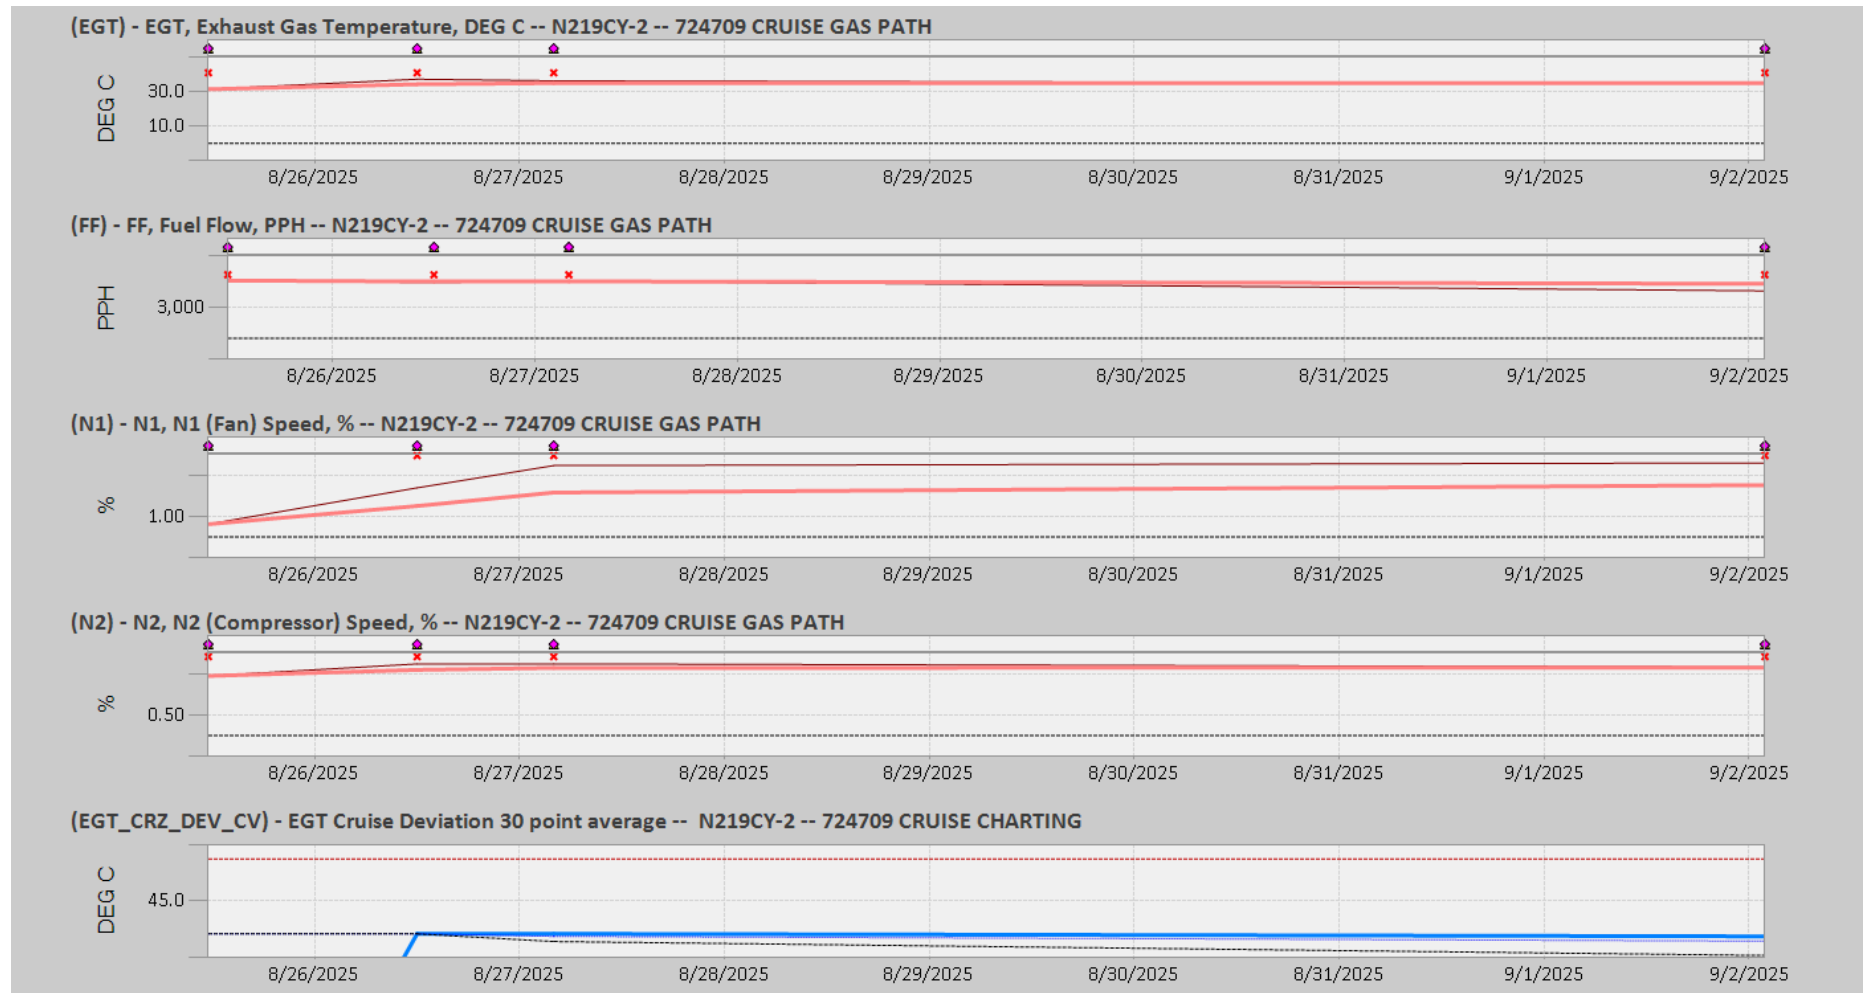 (EGT) - EGT, Exhaust Gas Temperature, DEG C -- N219CY-2 -- 724709 CRUISE GAS PATH
DEG C
30.0
10.0
8/26/2025 8/27/2025 8/28/2025 8/29/2025 8/30/2025 8/31/2025 9/1/2025 9/2/2025
(FF) - FF, Fuel Flow, PPH -- N219CY-2 -- 724709 CRUISE GAS PATH
PPH
3,000
8/26/2025 8/27/2025 8/28/2025 8/29/2025 8/30/2025 8/31/2025 9/1/2025 9/2/2025
(N1) - N1, N1 (Fan) Speed, % -- N219CY-2 -- 724709 CRUISE GAS PATH
%
1.00
8/26/2025 8/27/2025 8/28/2025 8/29/2025 8/30/2025 8/31/2025 9/1/2025 9/2/2025
(N2) - N2, N2 (Compressor) Speed, % -- N219CY-2 -- 724709 CRUISE GAS PATH
%
0.50
8/26/2025 8/27/2025 8/28/2025 8/29/2025 8/30/2025 8/31/2025 9/1/2025 9/2/2025
(EGT_CRZ_DEV_CV) - EGT Cruise Deviation 30 point average -- N219CY-2 -- 724709 CRUISE CHARTING
DEG C
45.0
8/26/2025 8/27/2025 8/28/2025 8/29/2025 8/30/2025 8/31/2025 9/1/2025 9/2/2025